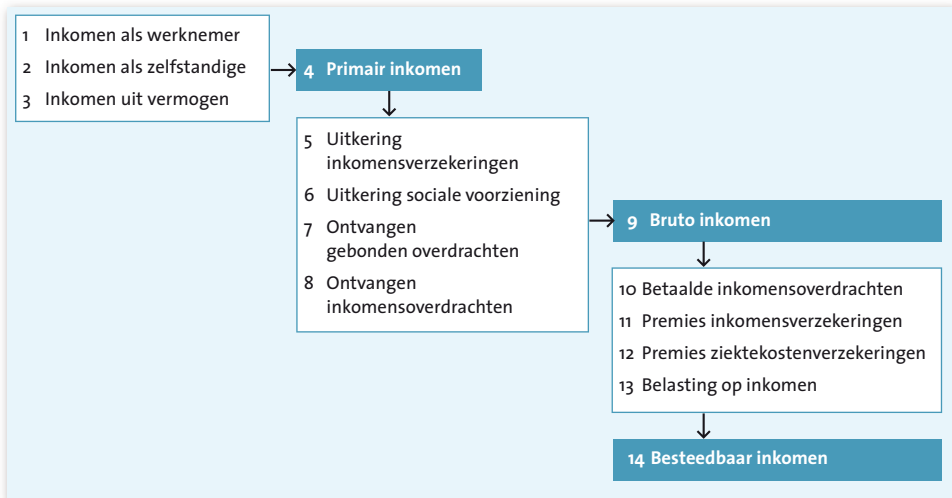 1 Inkomen als werknemer
2 Inkomen als zelfstandige
3 Inkomen uit vermogen
4 Primair inkomen
5 Uitkering
inkomensverzekeringen
6 Uitkering sociale voorziening
7 Ontvangen
gebonden overdrachten
8 Ontvangen
inkomensoverdrachten
9 Bruto inkomen
10 Betaalde inkomensoverdrachten
11 Premies inkomensverzekeringen
12 Premies ziektekostenverzekeringen
13 Belasting op inkomen
14 Besteedbaar inkomen